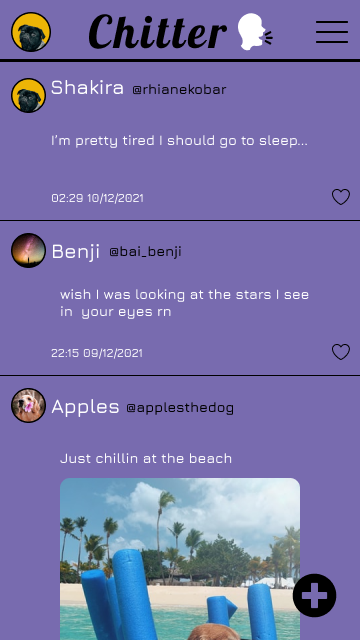 Chitter
Shakira @rhianekobar
I'm pretty tired I should go to sleep...
02:29 10/12/2021
Benji @bai_benji
wish I was looking at the stars I see
in your eyes rn
22:15 09/12/2021
Apples @applesthedog
Just chillin at the beach